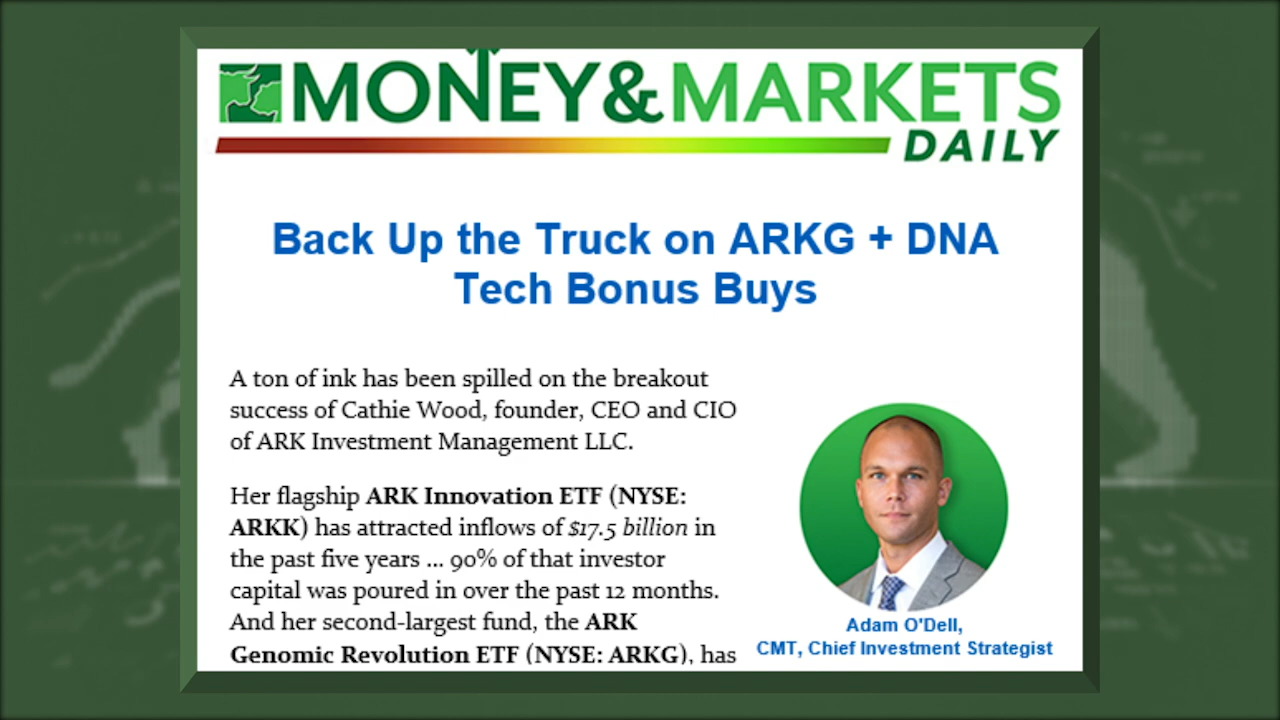 MONEY&MARKETS
DAILY
Back Up the Truck on ARKG + DNA
Tech Bonus Buys
A ton of ink has been spilled on the breakout
success of Cathie Wood, founder, CEO and CIO
of ARK Investment Management LLC.
Her flagship ARK Innovation ETF (NYSE:
ARKK) has attracted inflows of $17.5 billion in
the past five years ... 90% of that investor
capital was poured in over the past 12 months.
And her second-largest fund, the ARK
Genomic Revolution ETF (NYSE: ARKG), has
Adam O'Dell,
CMT, Chief Investment Strategist